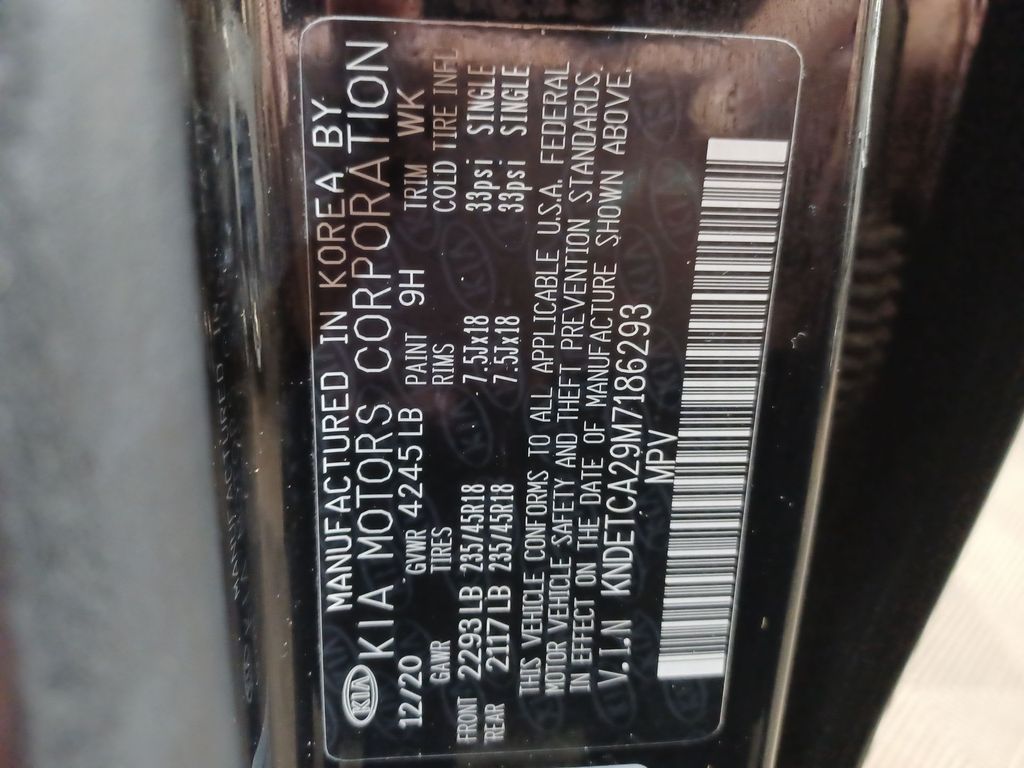 MANUFACTURED IN KOREA BY
KIA KIA MOTORS CORPORATION
12/20 GVWR 4245LB PAINT 9H TRIM WK
GAWR TIRES RIMS COLD TIRE INFL
FRONT 2293LB 235/45R18 7.5Jx18 33psi SINGLE
REAR 2117LB 235/45R18 7.5Jx18 33psi SINGLE
THIS VEHICLE CONFORMS TO ALL APPLICABLE U.S.A. FEDERAL
MOTOR VEHICLE SAFETY AND THEFT PREVENTION STANDARDS
IN EFFECT ON THE DATE OF MANUFACTURE SHOWN ABOVE.
V.I.N KNDETCA29M7186293
MPV